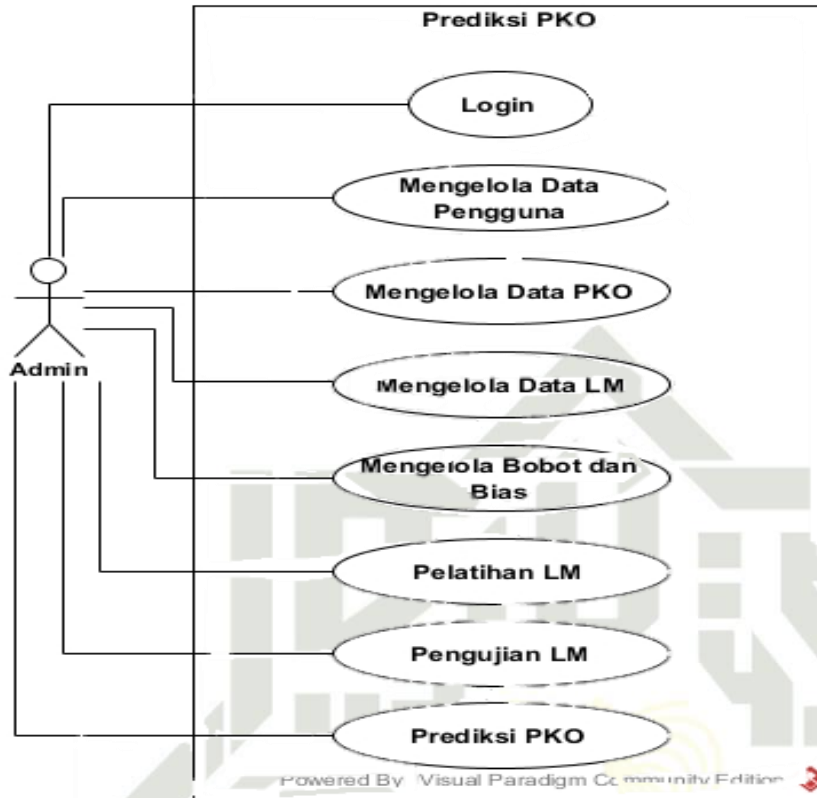 Prediksi PKO
Login
Mengelola Data
Pengguna
Mengelola Data PKO
Admin
Mengelola Data LM
Mengelola Bobot dan
Bias
Pelatihan LM
Pengujian LM
Prediksi PKO
Powered By Visual Paradigm Community Edition